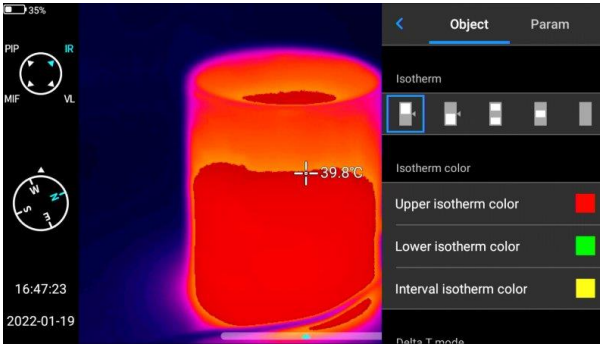 35%
PIP IR
MIF VL
W N
S E
16:47:23
2022-01-19
39.8°C
Object Param
Isotherm
Isotherm color
Upper isotherm color
Lower isotherm color
Interval isotherm color
Delta T mode